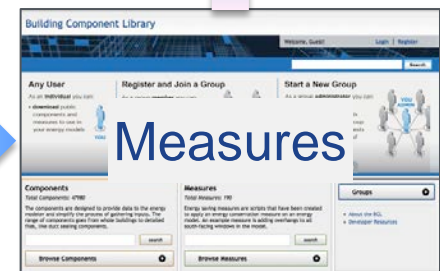 Building Component Library
Welcome, Guest! Login | Register
Search
Any User
Register and Join a Group
Start a New Group
As an individual you can:
• download public
components and
measures to use in
your energy models
YOU
ADMIN
Measures
Components
Total Components: 47980
The components are designed to provide data to the energy
modeler and simplify the process of gathering inputs. The
range of components goes from whole buildings to detailed
search
Browse Components
Measures
Total Measures: 190
Energy saving measures are scripts that have been created
to apply an energy conservation measure on an energy
model. An example measure is adding overhangs to all
south-facing windows in the model.
search
Browse Measures
Groups
• About the BCL
• Developer Resources